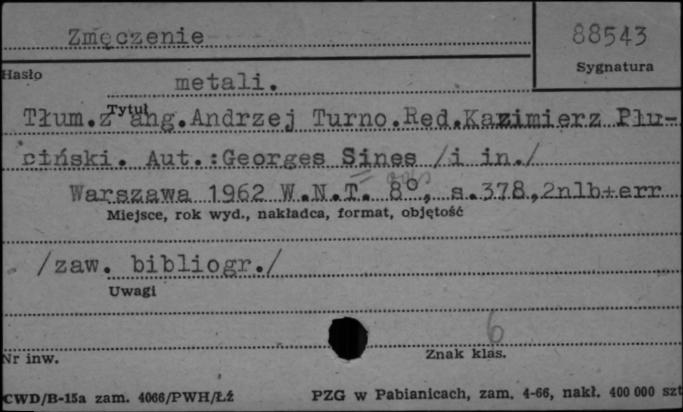 Zmęczenie
88543
Hasło
Sygnatura
metali.
Tytuł
Tłum.z ang.Andrzej Turno.Red.Kazimierz Płu-
ciński. Aut.:Georges Sines /i in./
Warszawa 1962 W.N.T. 8°, s.378,2nlb+err
Miejsce, rok wyd., nakładca, format, objętość
/zaw. bibliogr./
Uwagi
6
Nr inw.
Znak klas.
CWD/B-15a zam. 4066/PWH/Łź
PZG w Pabianicach, zam. 4-66, nakł. 400 000 szt